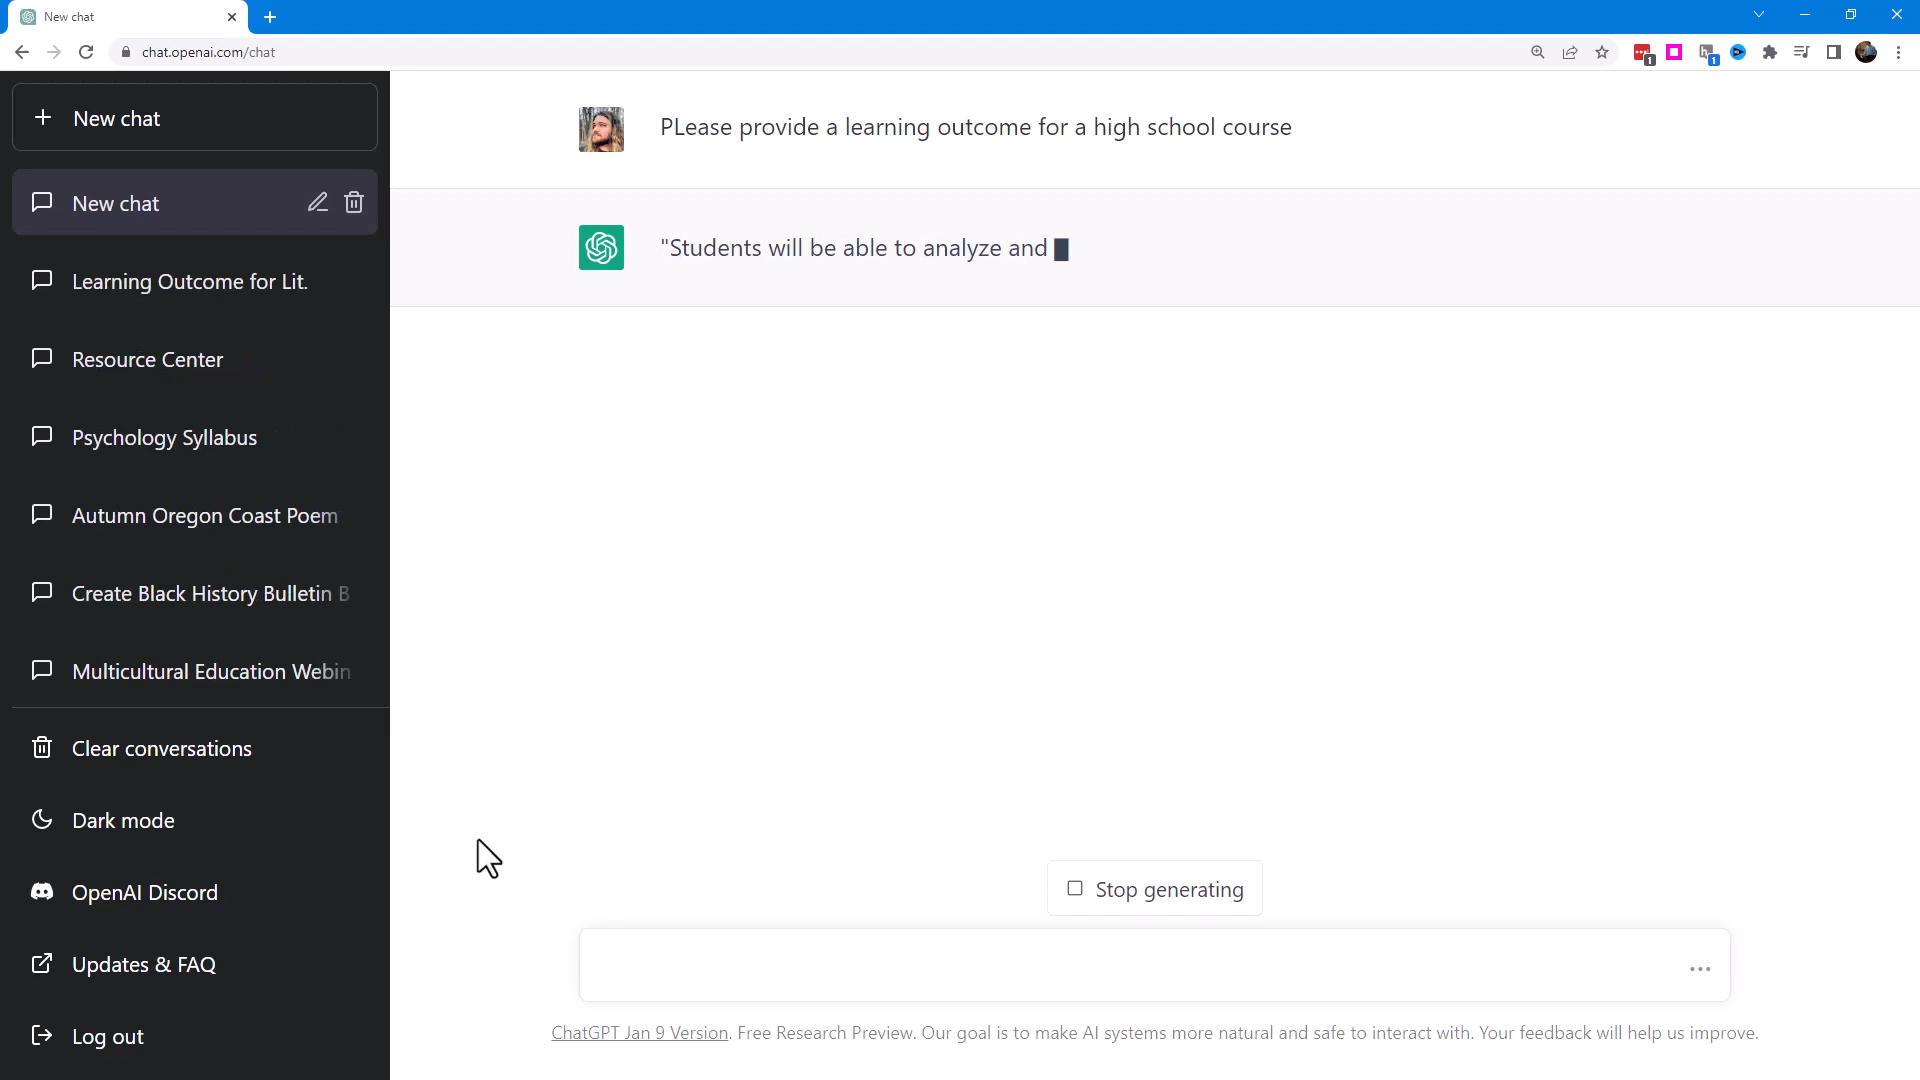 New chat
chat.openai.com/chat
1
1
New chat
New chat
Learning Outcome for Lit.
Resource Center
Psychology Syllabus
Autumn Oregon Coast Poem
Create Black History Bulletin B
Multicultural Education Webin
Clear conversations
Dark mode
OpenAI Discord
Updates & FAQ
Log out
PLease provide a learning outcome for a high school course
"Students will be able to analyze and
Stop generating
ChatGPT Jan 9 Version. Free Research Preview. Our goal is to make AI systems more natural and safe to interact with. Your feedback will help us improve.